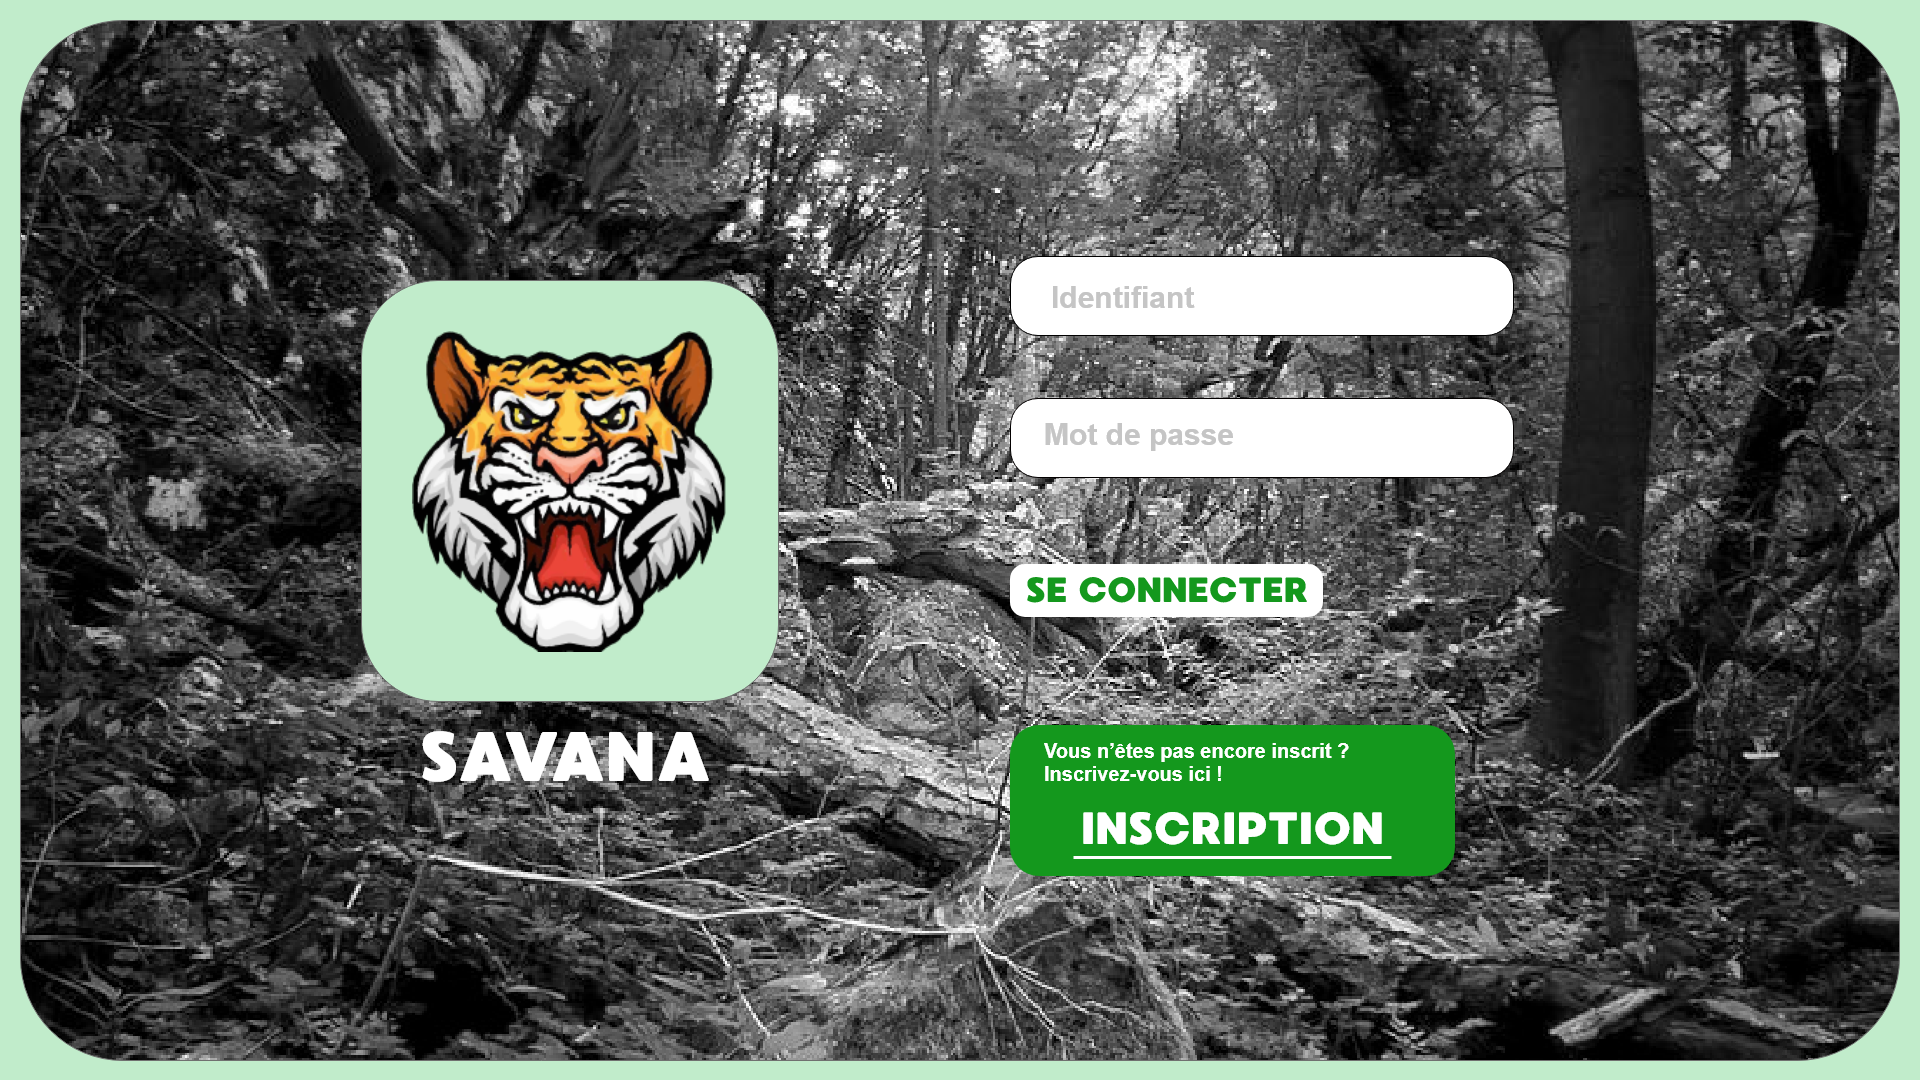 Identifiant
Mot de passe
SE CONNECTER
SAVANA
Vous n’êtes pas encore inscrit ?
Inscrivez-vous ici !
INSCRIPTION